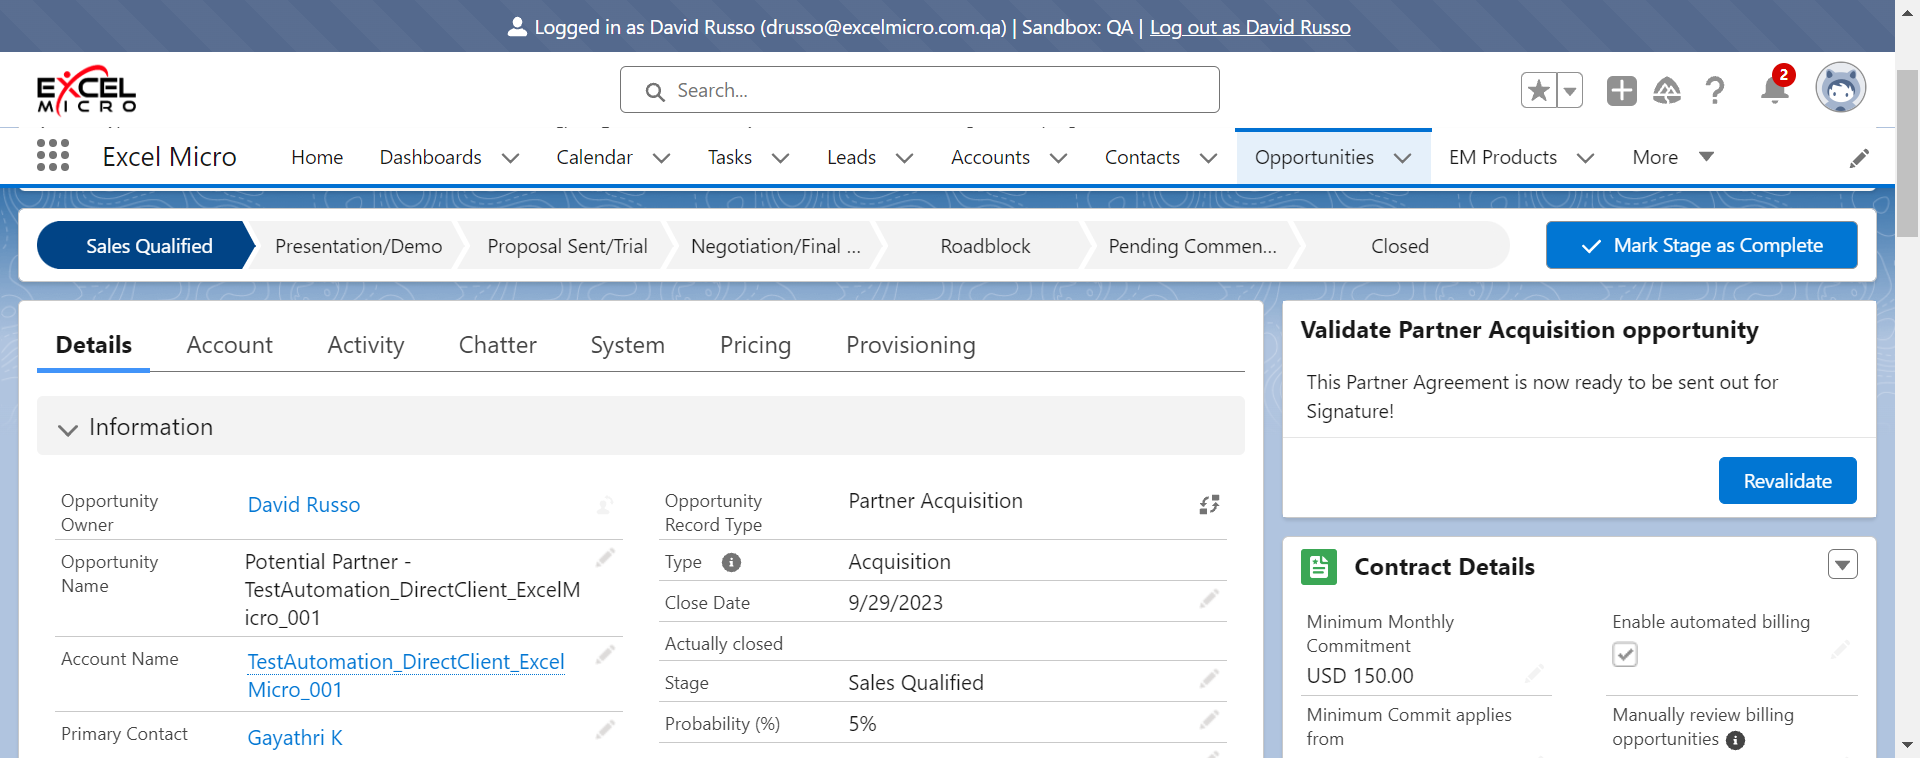 Logged in as David Russo (drusso@excelmicro.com.qa) | Sandbox: QA | Log out as David Russo
EXCEL
MICRO
Search...
2
Excel Micro
Home
Dashboards
Calendar
Tasks
Leads
Accounts
Contacts
Opportunities
EM Products
More
Sales Qualified
Presentation/Demo
Proposal Sent/Trial
Negotiation/Final ...
Roadblock
Pending Commen...
Closed
Mark Stage as Complete
Details
Account
Activity
Chatter
System
Pricing
Provisioning
Information
Opportunity
Owner
David Russo
Opportunity
Name
Potential Partner -
TestAutomation_DirectClient_ExcelM
icro_001
Account Name
TestAutomation_DirectClient_Excel
Micro_001
Primary Contact
Gayathri K
Opportunity
Record Type
Partner Acquisition
Type
Acquisition
Close Date
9/29/2023
Actually closed
Stage
Sales Qualified
Probability (%)
5%
Validate Partner Acquisition opportunity
This Partner Agreement is now ready to be sent out for
Signature!
Revalidate
Contract Details
Minimum Monthly
Commitment
USD 150.00
Enable automated billing
Minimum Commit applies
from
Manually review billing
opportunities